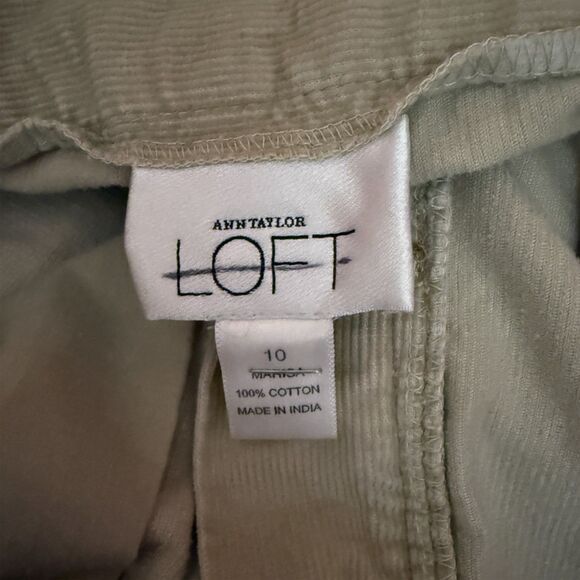 ANN TAYLOR
LOFT
10
MARISA
100% COTTON
MADE IN INDIA